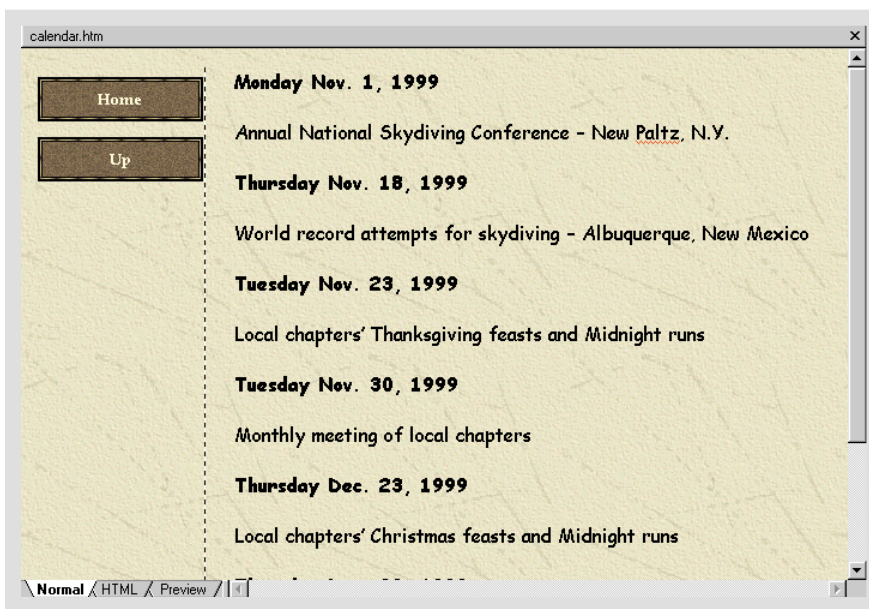 calendar.htm
Home
Up
Monday Nov. 1, 1999
Annual National Skydiving Conference – New Paltz, N.Y.
Thursday Nov. 18, 1999
World record attempts for skydiving – Albuquerque, New Mexico
Tuesday Nov. 23, 1999
Local chapters’ Thanksgiving feasts and Midnight runs
Tuesday Nov. 30, 1999
Monthly meeting of local chapters
Thursday Dec. 23, 1999
Local chapters’ Christmas feasts and Midnight runs
Normal HTML Preview